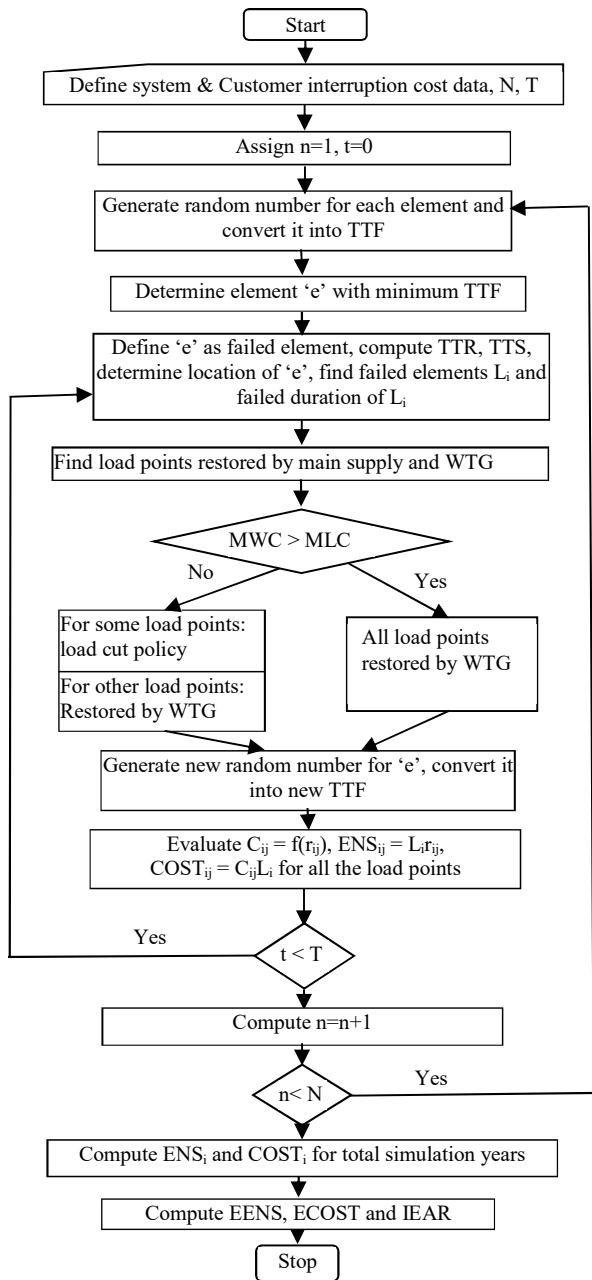 Start
Define system & Customer interruption cost data, N, T
Assign n=1, t=0
Generate random number for each element and
convert it into TTF
Determine element ‘e’ with minimum TTF
Define ‘e’ as failed element, compute TTR, TTS,
determine location of ‘e’, find failed elements Lᵢ and
failed duration of Lᵢ
Find load points restored by main supply and WTG
MWC > MLC
No
Yes
For some load points:
load cut policy
For other load points:
Restored by WTG
All load points
restored by WTG
Generate new random number for ‘e’, convert it
into new TTF
Evaluate Cᵢⱼ = f(rᵢⱼ), ENSᵢⱼ = Lᵢrᵢⱼ,
COSTᵢⱼ = CᵢⱼLᵢ for all the load points
Yes
t < T
Compute n=n+1
n< N
Yes
Compute ENSᵢ and COSTᵢ for total simulation years
Compute EENS, ECOST and IEAR
Stop